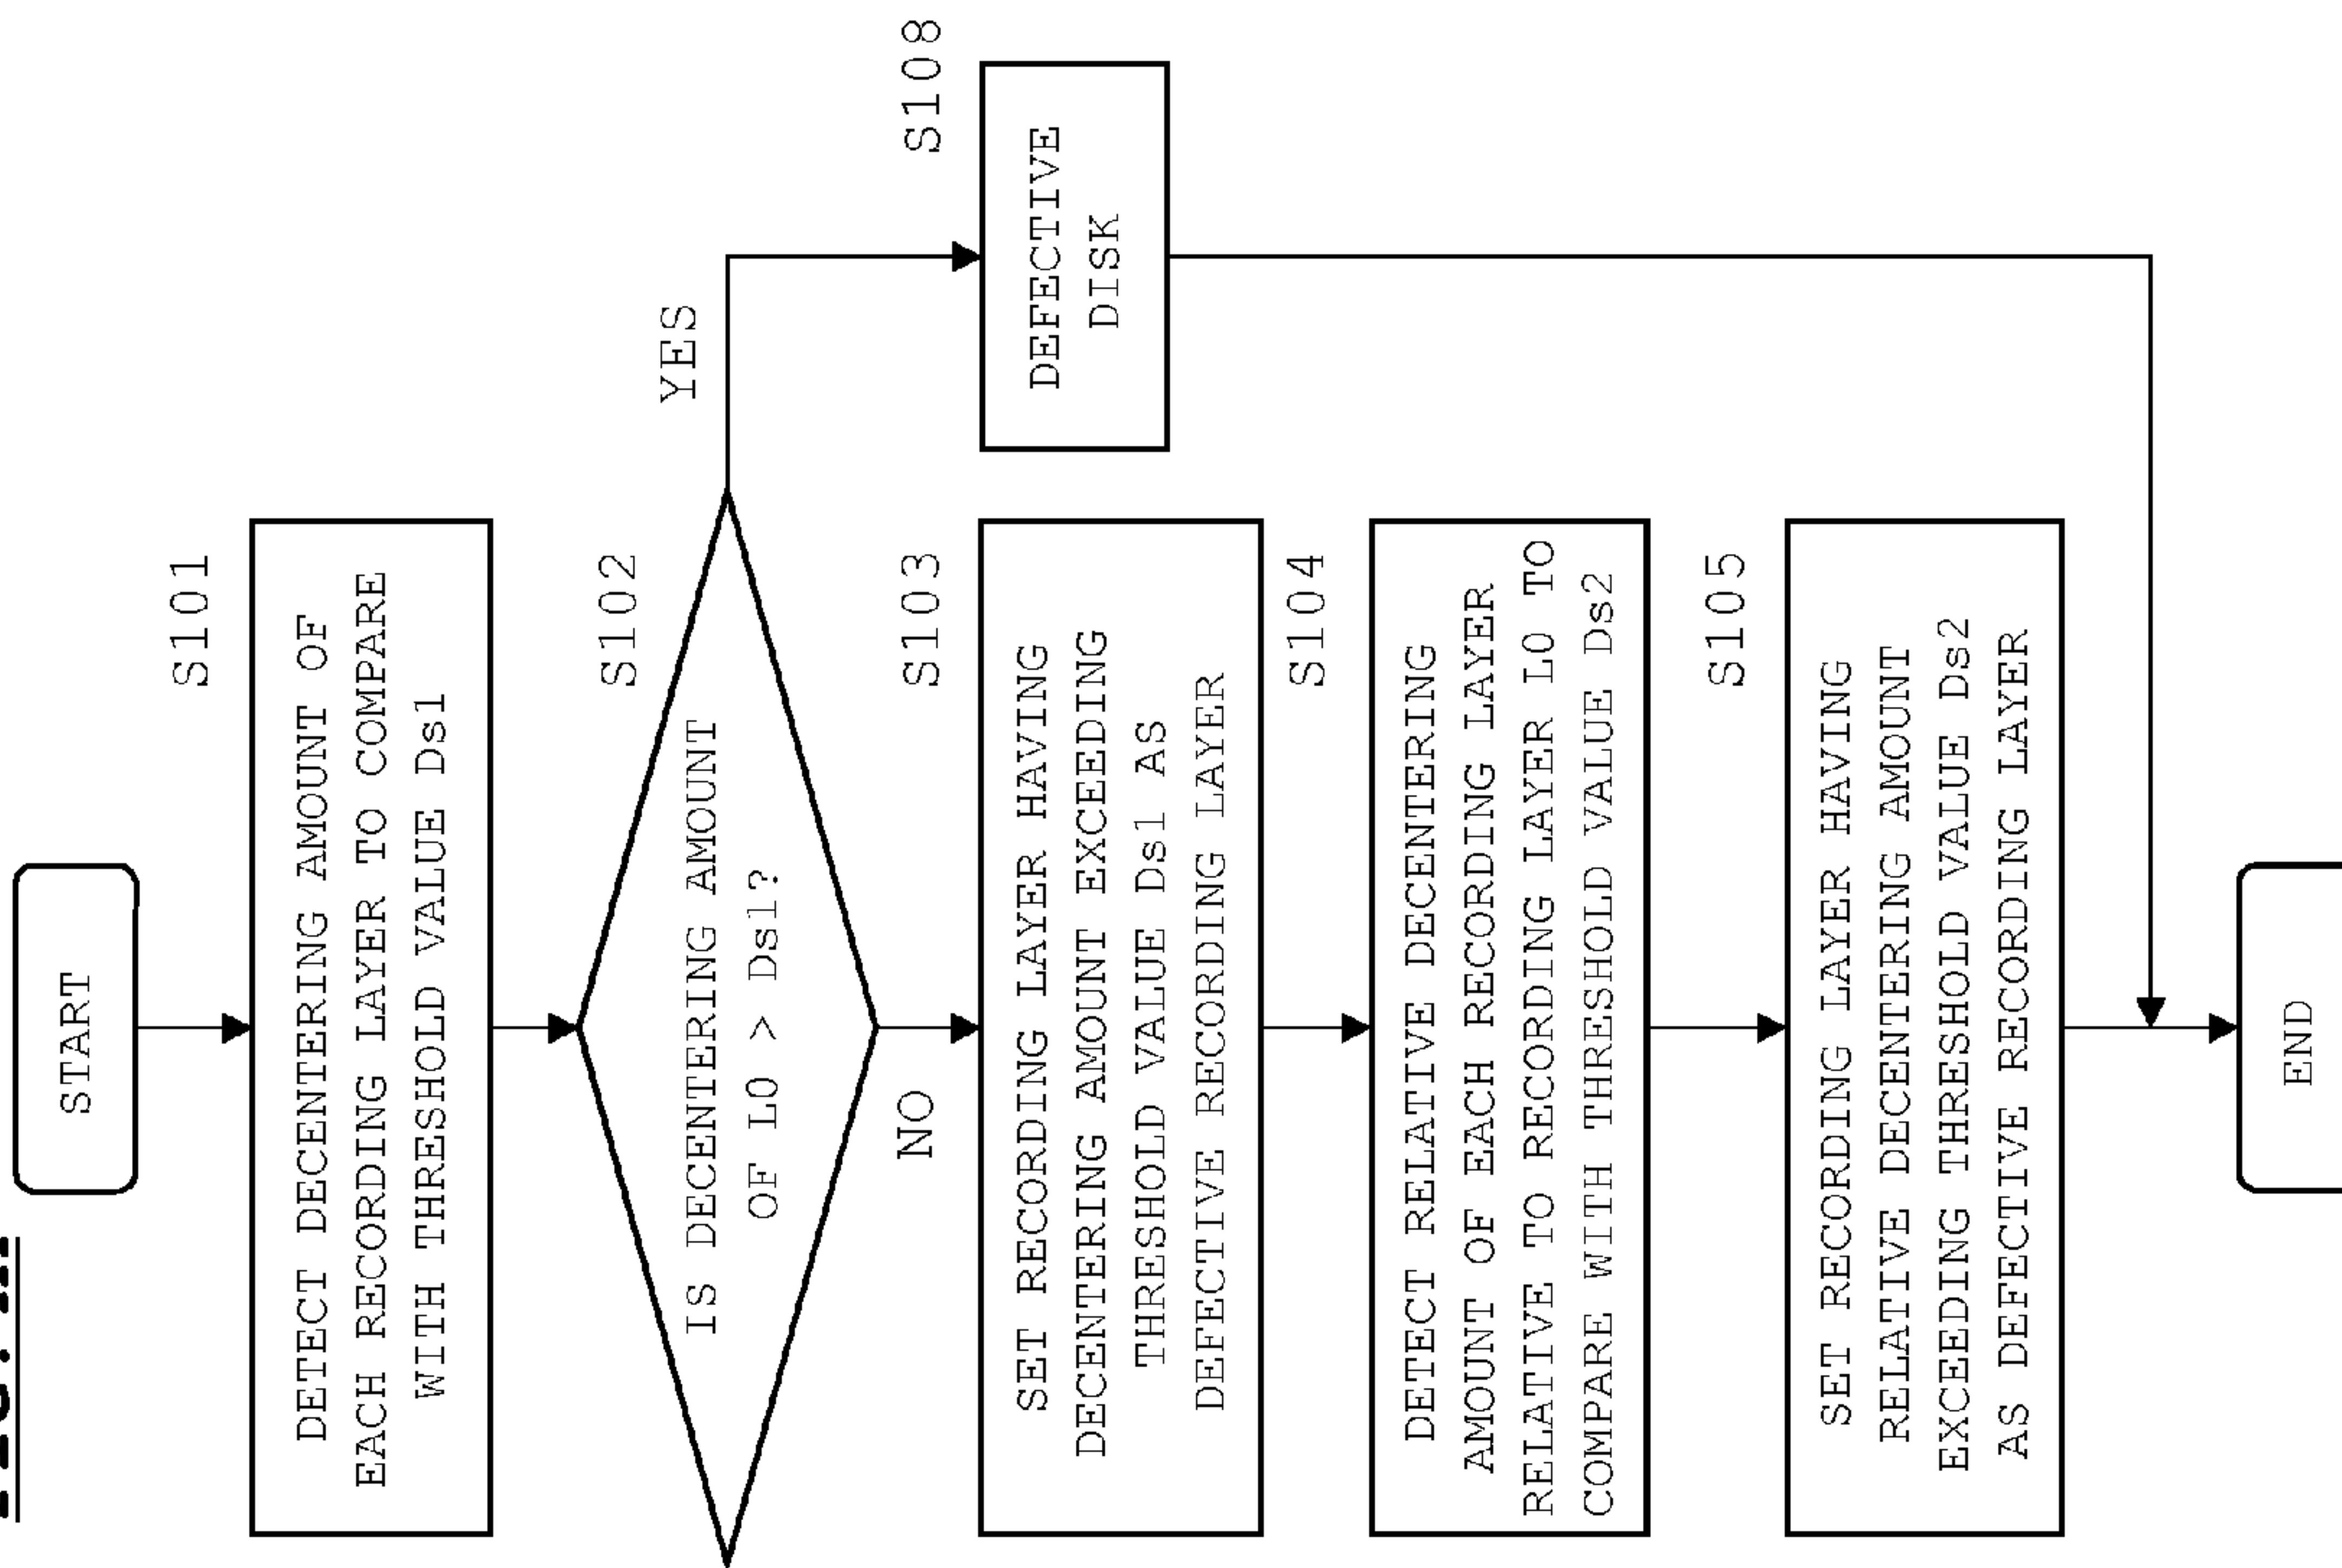 START
S101
DETECT DECENTERING AMOUNT OF
EACH RECORDING LAYER TO COMPARE
WITH THRESHOLD VALUE Ds1
S102
IS DECENTERING AMOUNT
OF L0 > Ds1?
YES
NO
S108
DEFECTIVE
DISK
S103
SET RECORDING LAYER HAVING
DECENTERING AMOUNT EXCEEDING
THRESHOLD VALUE Ds1 AS
DEFECTIVE RECORDING LAYER
S104
DETECT RELATIVE DECENTERING
AMOUNT OF EACH RECORDING LAYER
RELATIVE TO RECORDING LAYER L0 TO
COMPARE WITH THRESHOLD VALUE Ds2
S105
SET RECORDING LAYER HAVING
RELATIVE DECENTERING AMOUNT
EXCEEDING THRESHOLD VALUE Ds2
AS DEFECTIVE RECORDING LAYER
END